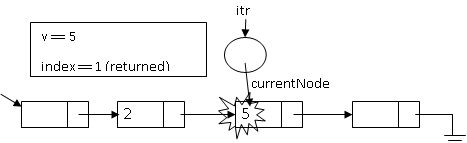 itr
v == 5
index == 1 (returned)
currentNode
2
5